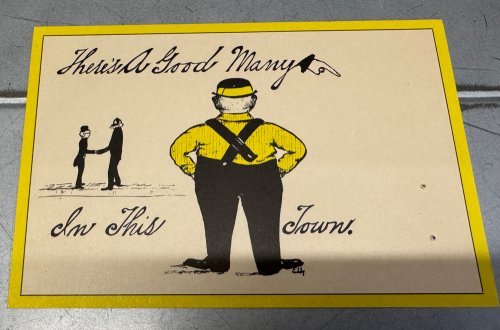 There's A Good Many
In This Town.